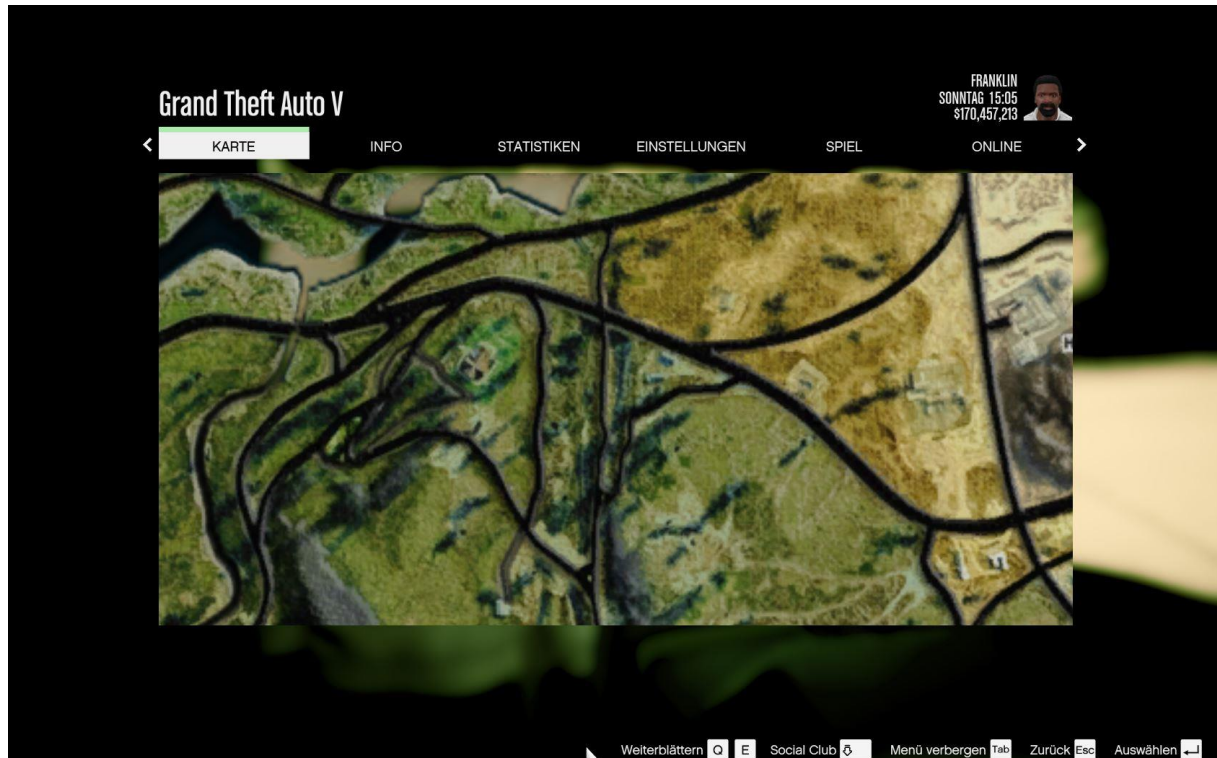 Grand Theft Auto V
FRANKLIN
SONNTAG 15:05
$170,457,213
KARTE INFO STATISTIKEN EINSTELLUNGEN SPIEL ONLINE
H
Weiterblättern Q E Social Club Menü verbergen Tab Zurück Esc Auswählen